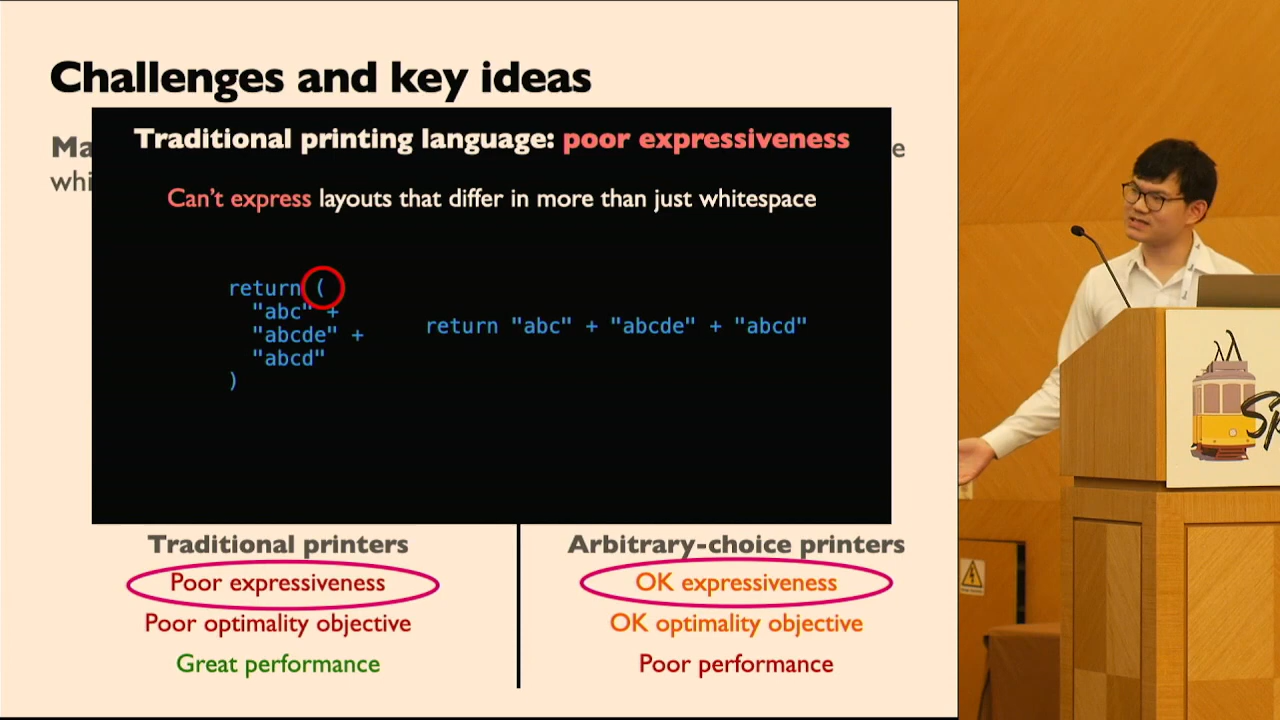 Challenges and key ideas
Traditional printing language: poor expressiveness
Can't express layouts that differ in more than just whitespace
return (
"abc" +
"abcde" +
"abcd"
)
return "abc" + "abcde" + "abcd"
Traditional printers
Poor expressiveness
Poor optimality objective
Great performance
Arbitrary-choice printers
OK expressiveness
OK optimality objective
Poor performance